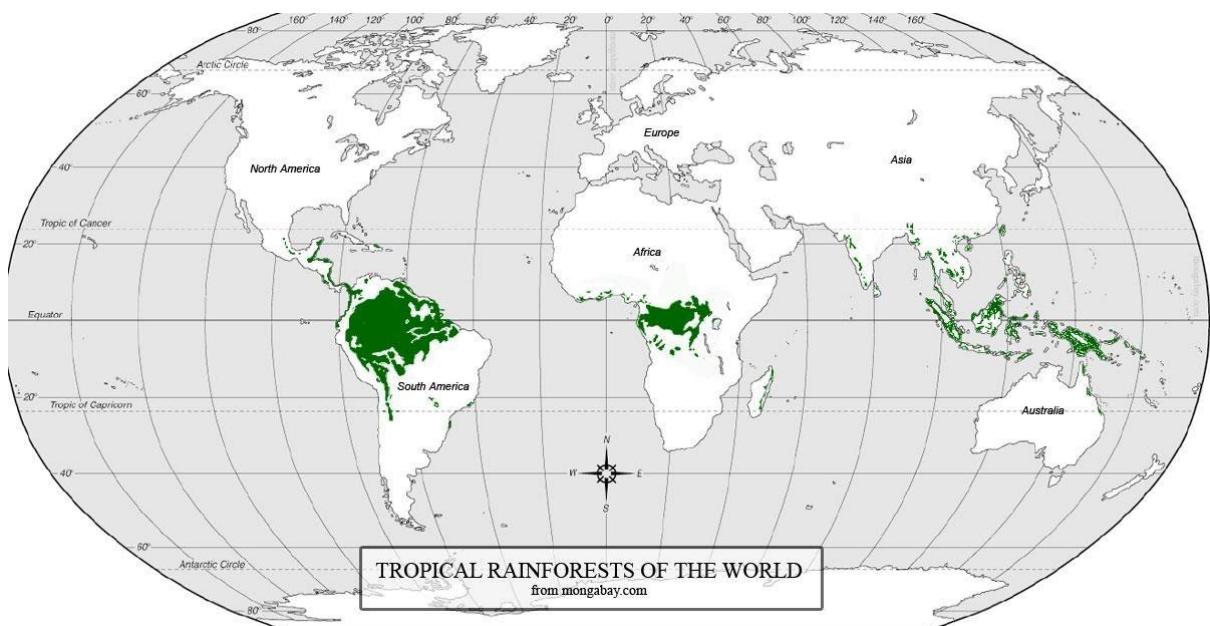 160 140 120 100 80 60 40 20 0° 20 40 60 80 100 120 140 160
80°
Arctic Circle
60°
Europe
North America
Asia
40°
Tropic of Cancer
20°
Africa
Equator
South America
20°
Tropic of Capricorn
Australia
N
W E
S
40°
60°
Antarctic Circle
TROPICAL RAINFORESTS OF THE WORLD
from mongabay.com
80°